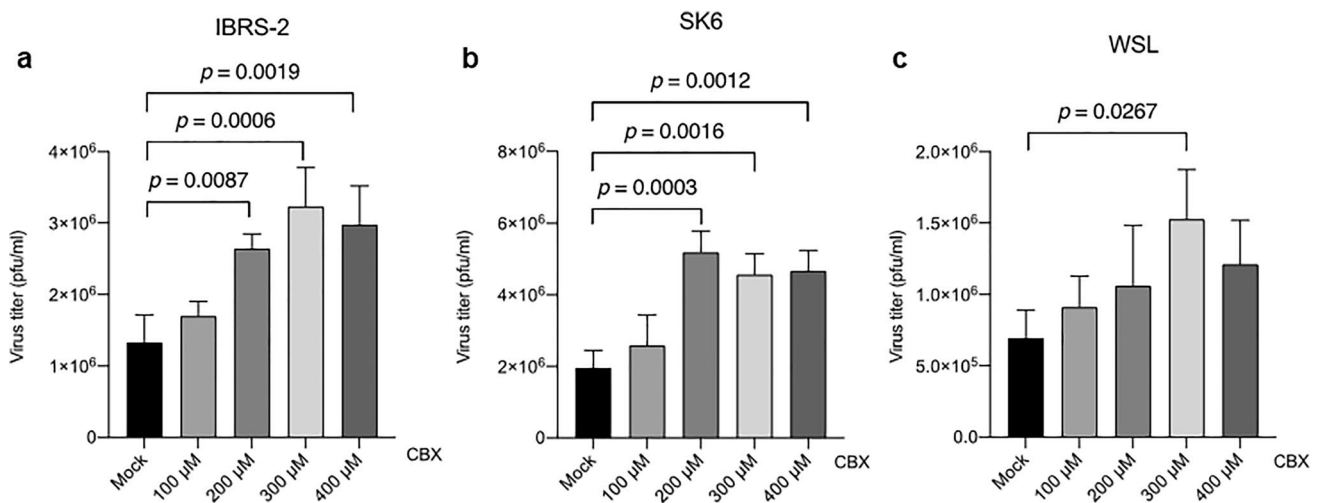 IBRS-2
a
p = 0.0019
p = 0.0006
p = 0.0087
4×10⁶
3×10⁶
2×10⁶
1×10⁶
0
Virus titer (pfu/ml)
Mock
100 μM
200 μM
300 μM
400 μM
CBX
SK6
b
p = 0.0012
p = 0.0016
p = 0.0003
8×10⁶
6×10⁶
4×10⁶
2×10⁶
0
Virus titer (pfu/ml)
Mock
100 μM
200 μM
300 μM
400 μM
CBX
WSL
c
p = 0.0267
2.0×10⁶
1.5×10⁶
1.0×10⁶
5.0×10⁵
0.0
Virus titer (pfu/ml)
Mock
100 μM
200 μM
300 μM
400 μM
CBX